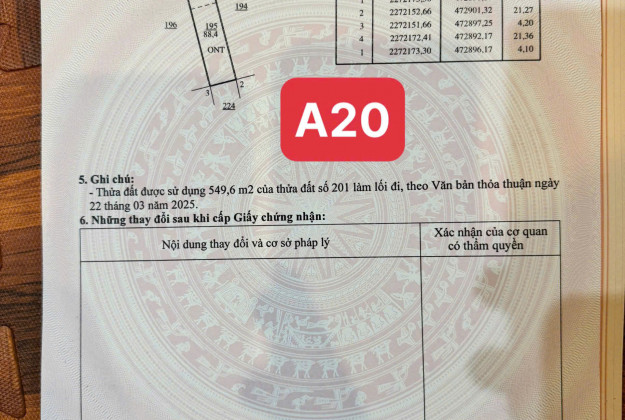 194
196
195
88,4
ONT
3
2
224
2 2272152,66 472901,32 21,27
3 2272151,66 472897,25 4,20
4 2272172,41 472892,17 21,36
1 2272173,30 472896,17 4,10
A20
5. Ghi chú:
- Thửa đất được sử dụng 549,6 m2 của thửa đất số 201 làm lối đi, theo Văn bản thỏa thuận ngày
22 tháng 03 năm 2025.
6. Những thay đổi sau khi cấp Giấy chứng nhận:
Nội dung thay đổi và cơ sở pháp lý
Xác nhận của cơ quan
có thẩm quyền